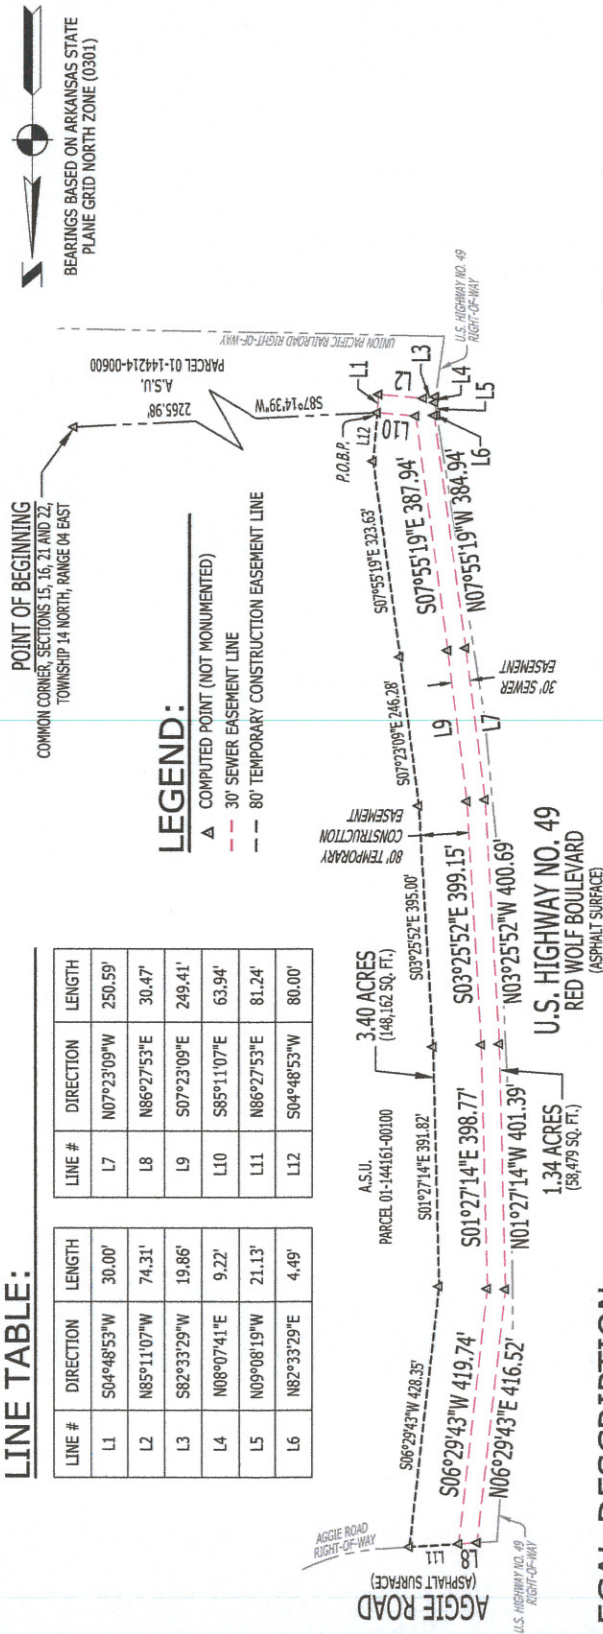 LINE TABLE:
LINE # DIRECTION LENGTH
L1 S04°48'53"W 30.00'
L2 N85°11'07"W 74.31'
L3 S82°33'29"W 19.86'
L4 N08°07'41"E 9.22'
L5 N09°08'19"W 21.13'
L6 N82°33'29"E 4.49'
LINE # DIRECTION LENGTH
L7 N07°23'09"W 250.59'
L8 N86°27'53"E 30.47'
L9 S07°23'09"E 249.41'
L10 S85°11'07"E 63.94'
L11 N86°27'53"E 81.24'
L12 S04°48'53"W 80.00'
POINT OF BEGINNING
COMMON CORNER, SECTIONS 15, 16, 21 AND 22,
TOWNSHIP 14 NORTH, RANGE 04 EAST
LEGEND:
COMPUTED POINT (NOT MONUMENTED)
30' SEWER EASEMENT LINE
80' TEMPORARY CONSTRUCTION EASEMENT LINE
N
BEARINGS BASED ON ARKANSAS STATE
PLANE GRID NORTH ZONE (0301)
A.S.U.
PARCEL 01-144214-00600
2265.98'
S87°14'39"W
UNION PACIFIC RAILROAD RIGHT-OF-WAY
P.O.B.P.
L12
L1
L10
L2
L3
L4
L5
L6
U.S. HIGHWAY NO. 49
RIGHT-OF-WAY
AGGIE ROAD
RIGHT-OF-WAY
S06°29'43"W 428.35'
A.S.U.
PARCEL 01-144161-00100
S01°27'14"E 391.82'
3.40 ACRES
(148,162 SQ. FT.)
S03°25'52"E 395.00'
80' TEMPORARY
CONSTRUCTION
EASEMENT
S07°23'09"E 246.28'
S07°55'19"E 323.63'
AGGIE ROAD
(ASPHALT SURFACE)
L11
L8
S06°29'43"W 419.74'
S01°27'14"E 398.77'
S03°25'52"E 399.15'
L9
S07°55'19"E 387.94'
N06°29'43"E 416.52'
N01°27'14"W 401.39'
N03°25'52"W 400.69'
L7
N07°55'19"W 384.94'
30' SEWER
EASEMENT
1.34 ACRES
(58,479 SQ. FT.)
U.S. HIGHWAY NO. 49
RED WOLF BOULEVARD
(ASPHALT SURFACE)
U.S. HIGHWAY NO. 49
RIGHT-OF-WAY